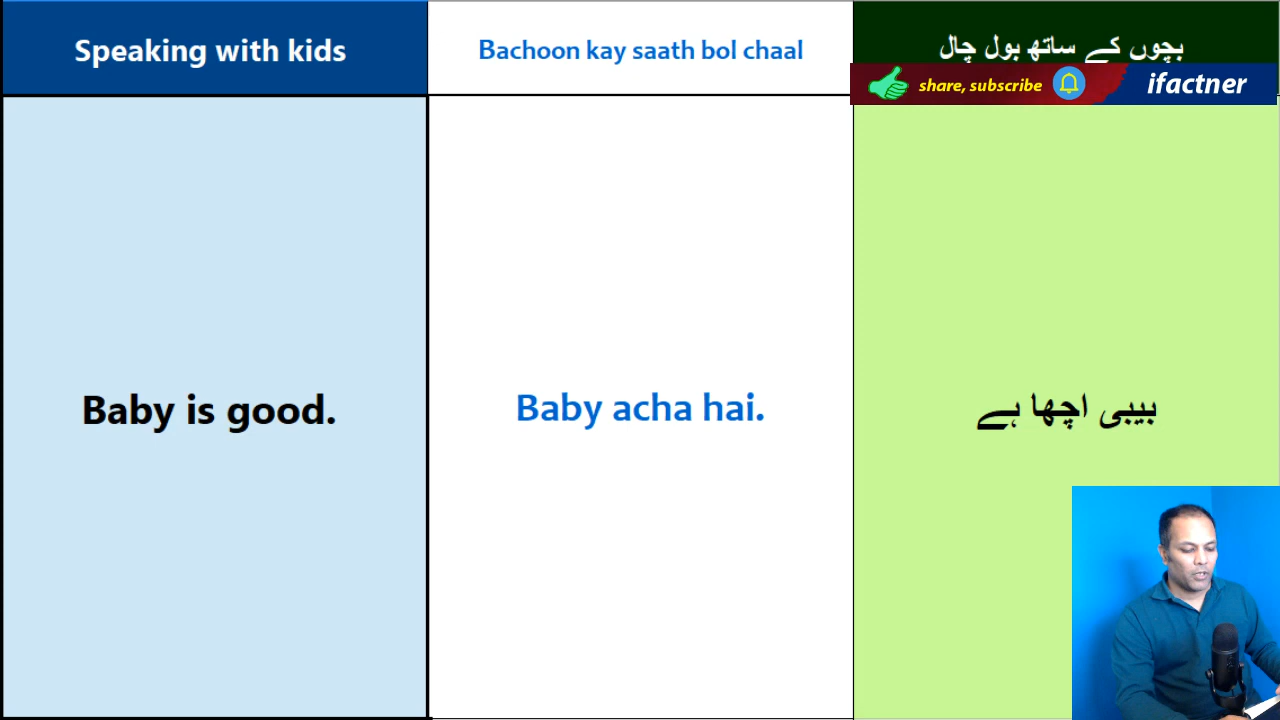 Speaking with kids
Bachoon kay saath bol chaal
بچوں کے ساتھ بول چال
share, subscribe
ifactner
Baby is good.
Baby acha hai.
بیبی اچھا ہے